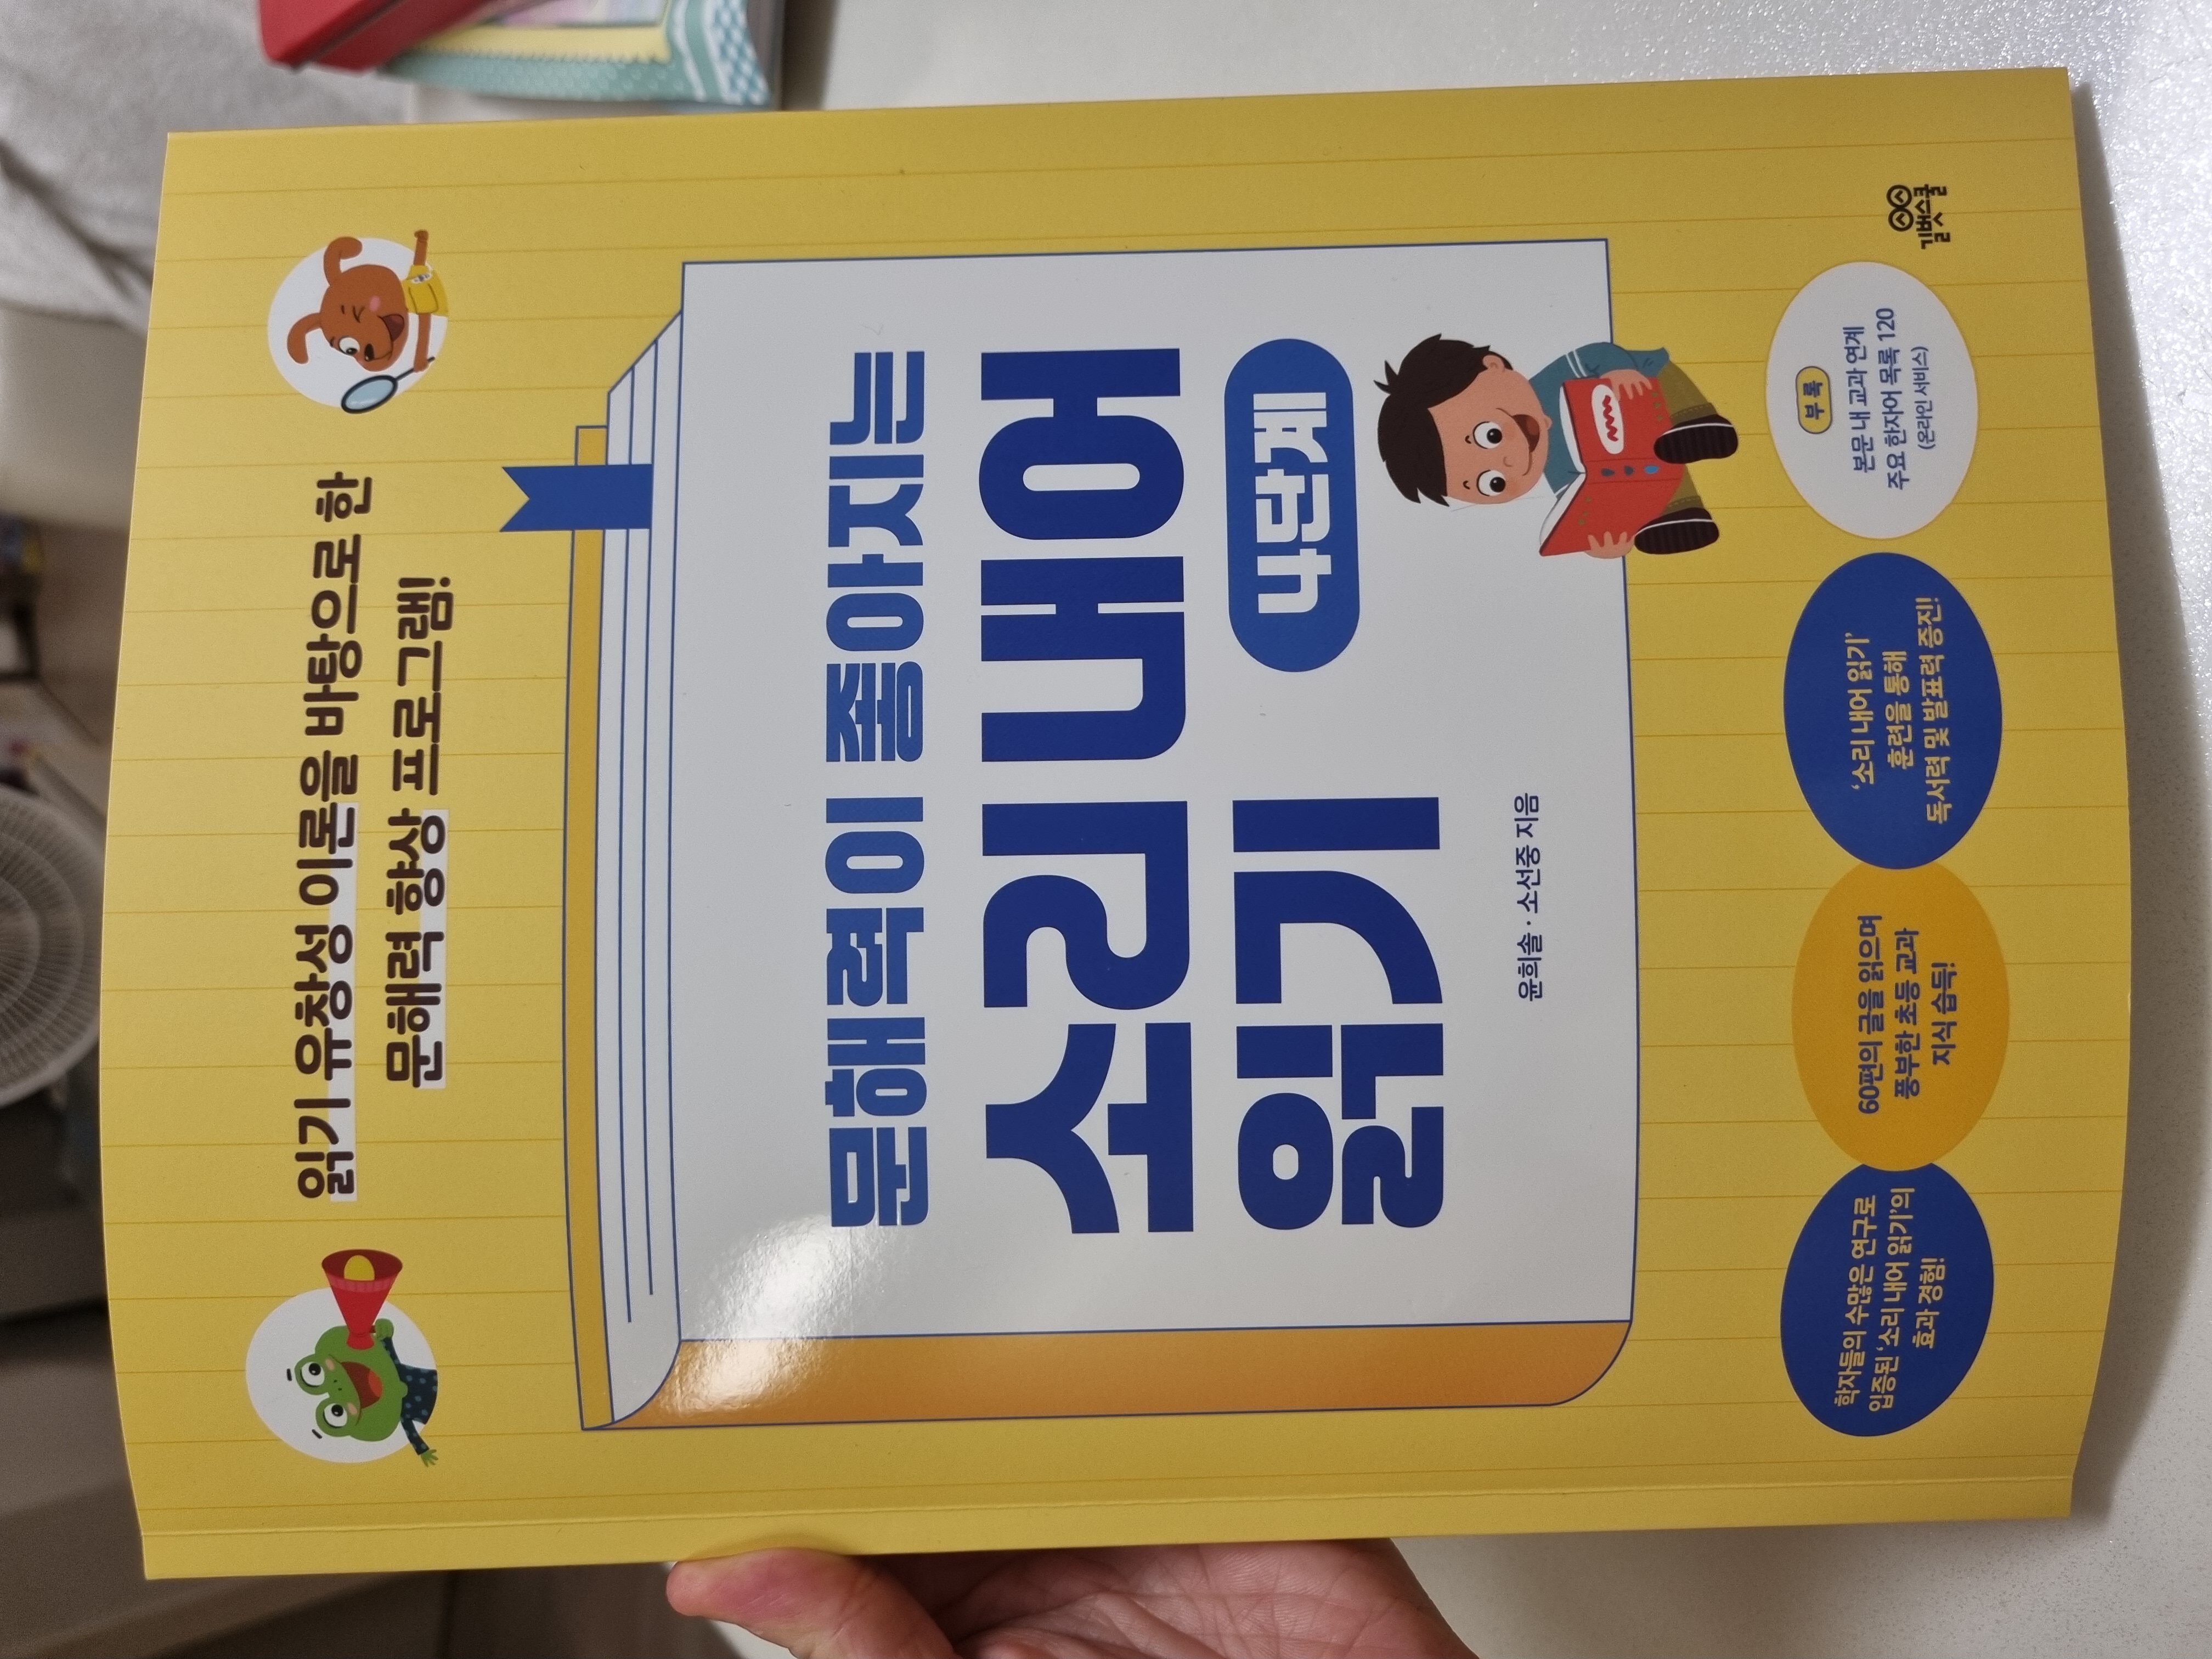 읽기 유창성 이론을 바탕으로 한
문해력 향상 프로그램!
문해력이 좋아지는
소리 내어
읽기
나단계
윤희솔 · 소선중 지음
학자들의 수많은 연구로
입증된 '소리 내어 읽기'의
효과 경험!
60편의 글을 읽으며
풍부한 초등 교과
지식 습득!
'소리 내어 읽기'
훈련을 통해
독서력 및 발표력 증진!
부록
본문 내 교과 연계
주요 한자어 목록 120
(온라인 서비스)
길벗스쿨